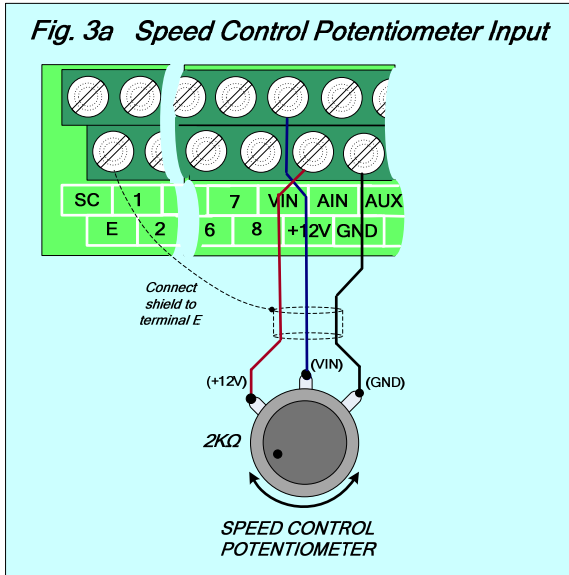 Fig. 3a Speed Control Potentiometer Input
SC 1 7 VIN AIN AUX
E 2 6 8 +12V GND
Connect
shield to
terminal E
(+12V)
(VIN)
(GND)
2KΩ
SPEED CONTROL
POTENTIOMETER